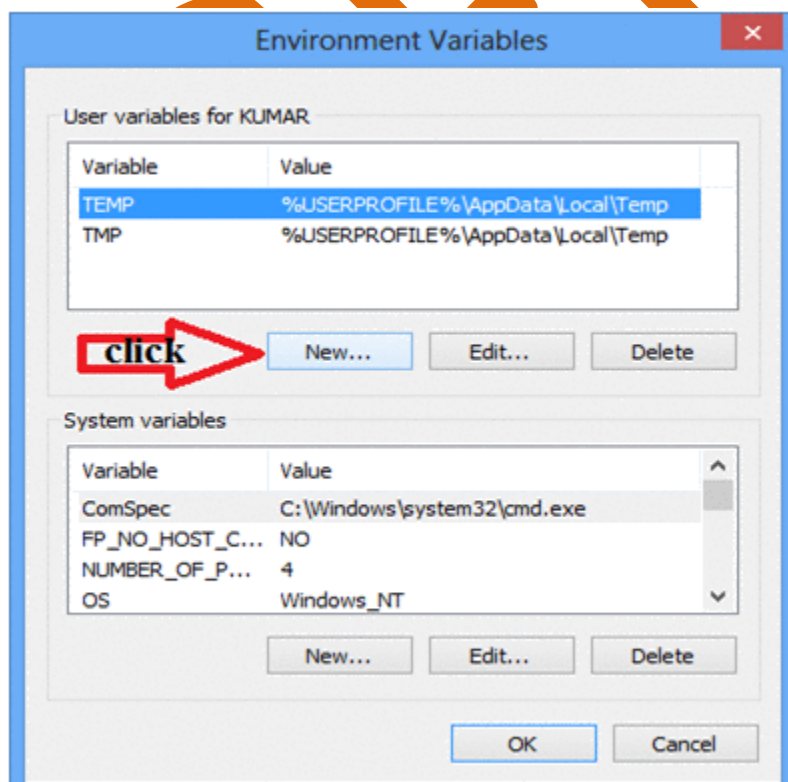 Environment Variables
User variables for KUMAR
Variable Value
TEMP %USERPROFILE%\AppData\Local\Temp
TMP %USERPROFILE%\AppData\Local\Temp
click New... Edit... Delete
System variables
Variable Value
ComSpec C:\Windows\system32\cmd.exe
FP_NO_HOST_C... NO
NUMBER_OF_P... 4
OS Windows_NT
New... Edit... Delete
OK Cancel